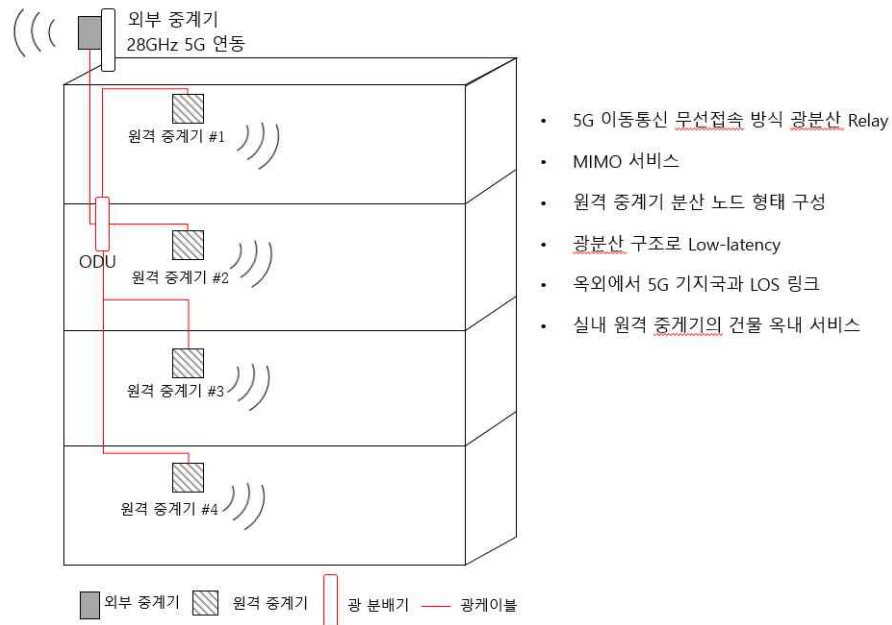 외부 중계기
28GHz 5G 연동
원격 중계기 #1
ODU
원격 중계기 #2
원격 중계기 #3
원격 중계기 #4
• 5G 이동통신 무선접속 방식 광분산 Relay
• MIMO 서비스
• 원격 중계기 분산 노드 형태 구성
• 광분산 구조로 Low-latency
• 옥외에서 5G 기지국과 LOS 링크
• 실내 원격 중게기의 건물 옥내 서비스
외부 중계기 원격 중계기 광 분배기 광케이블